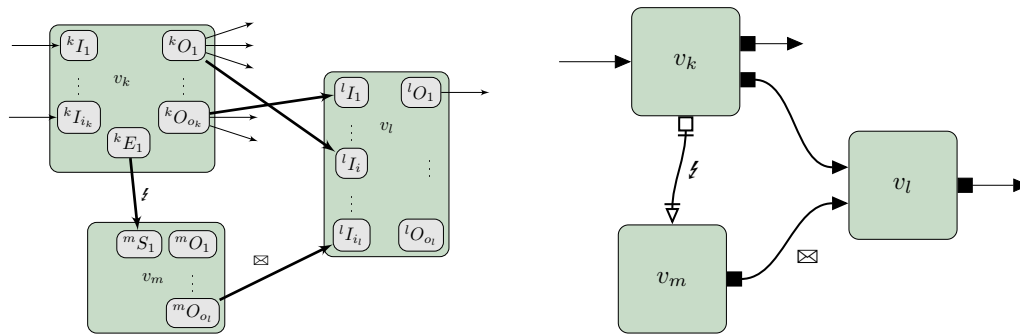 ᵏI₁
ᵏO₁
v_k
ᵏI_{i_k}
ᵏO_{o_k}
ᵏE₁
ˡI₁
ˡO₁
v_l
ˡI_i
ˡI_{i_l}
ˡO_{o_l}
ᵐS₁
ᵐO₁
v_m
ᵐO_{o_l}
v_k
v_l
v_m